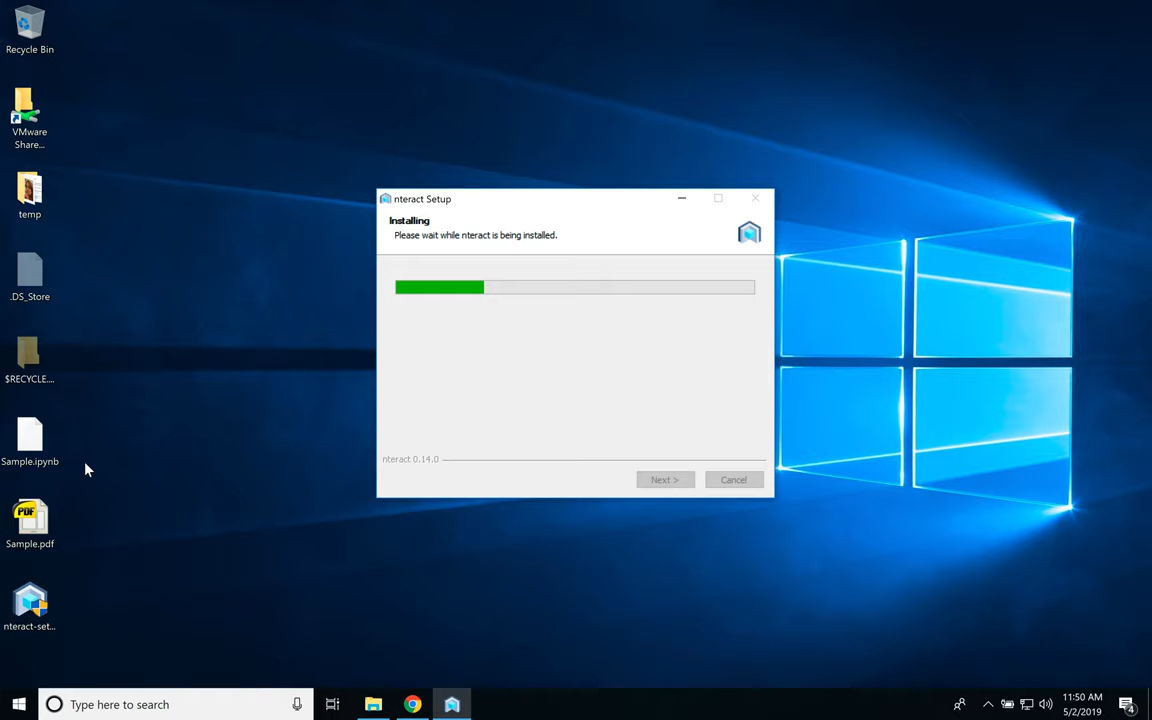 Recycle Bin
VMware
Share...
temp
.DS_Store
$RECYCLE....
Sample.ipynb
PDF
Sample.pdf
nteract-set...
nteract Setup
Installing
Please wait while nteract is being installed.
nteract 0.14.0
Next >
Cancel
Type here to search
11:50 AM
5/2/2019
4